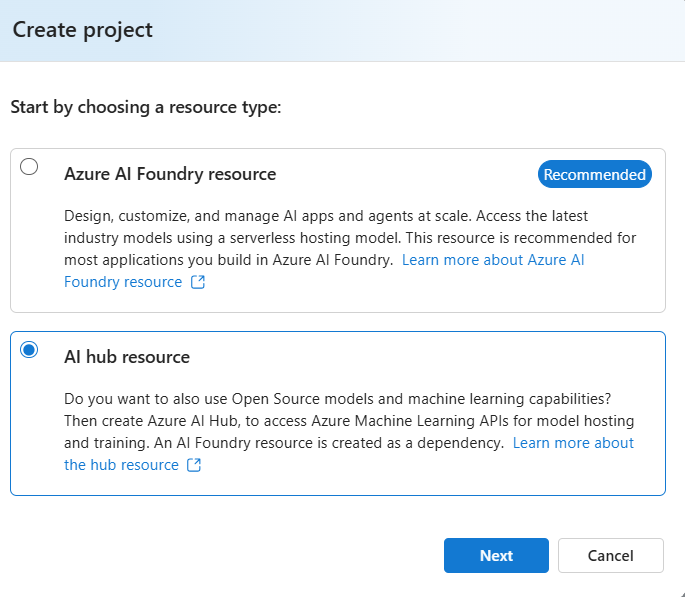 Create project
Start by choosing a resource type:
Azure AI Foundry resource
Recommended
Design, customize, and manage AI apps and agents at scale. Access the latest
industry models using a serverless hosting model. This resource is recommended for
most applications you build in Azure AI Foundry. Learn more about Azure AI
Foundry resource
AI hub resource
Do you want to also use Open Source models and machine learning capabilities?
Then create Azure AI Hub, to access Azure Machine Learning APIs for model hosting
and training. An AI Foundry resource is created as a dependency. Learn more about
the hub resource
Next
Cancel